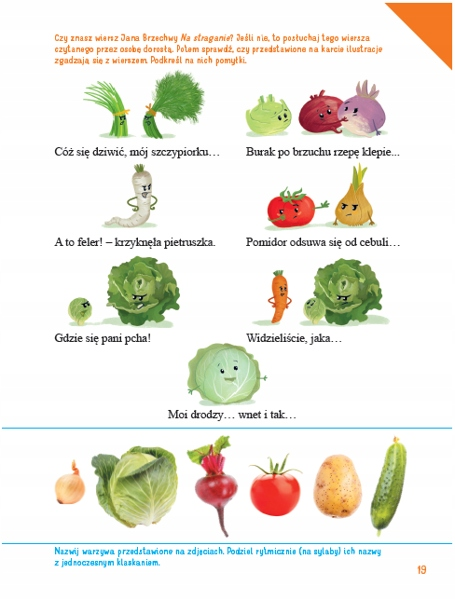 Czy znasz wiersz Jana Brzechwy Na straganie? Jeśli nie, to posłuchaj tego wiersza
czytanego przez osobę dorosłą. Potem sprawdź, czy przedstawione na karcie ilustracje
zgadzają się z wierszem. Podkreśl na nich pomyłki.
Cóż się dziwić, mój szczypiorku…
Burak po brzuchu rzepę klepie...
A to feler! – krzyknęła pietruszka.
Pomidor odsuwa się od cebuli…
Gdzie się pani pcha!
Widzieliście, jaka…
Moi drodzy… wnet i tak…
Nazwij warzywa przedstawione na zdjęciach. Podziel rytmicznie (na sylaby) ich nazwy
z jednoczesnym klaskaniem.
19